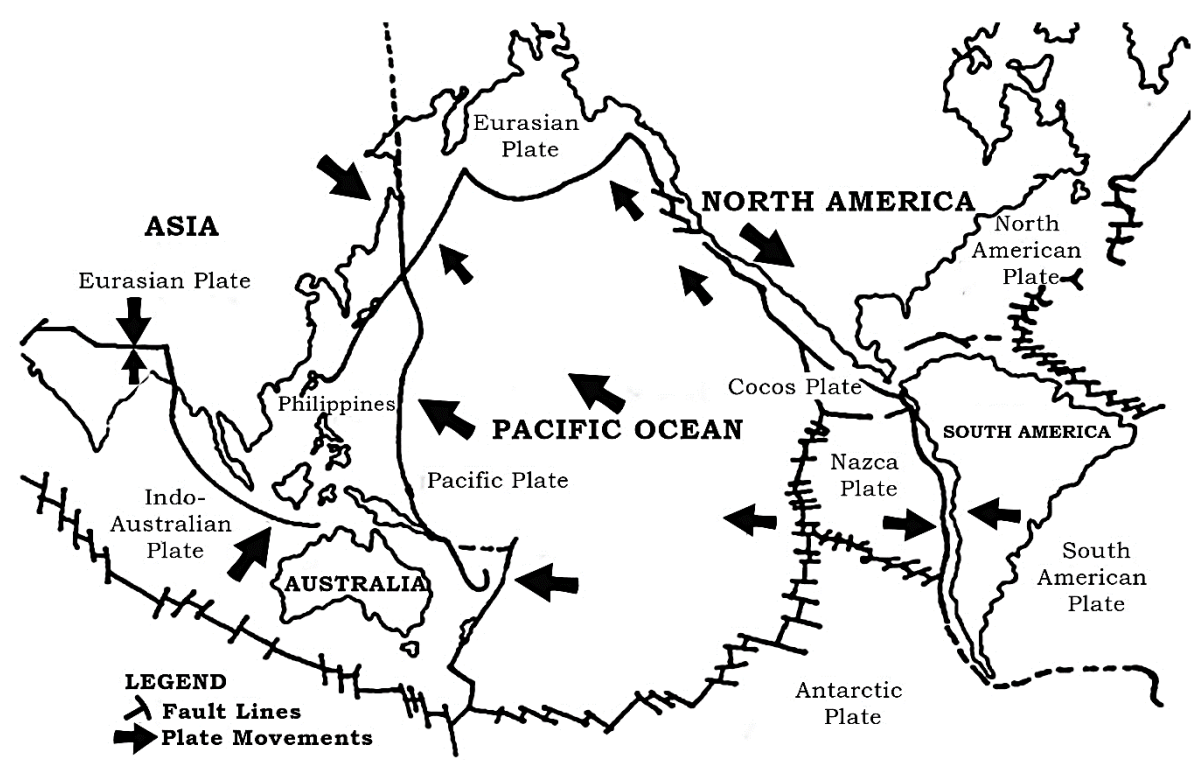 Eurasian
Plate
NORTH AMERICA
ASIA
North
American
Plate
Eurasian Plate
Cocos Plate
Philippines
PACIFIC OCEAN
SOUTH AMERICA
Nazca
Plate
Pacific Plate
Indo-
Australian
Plate
South
American
Plate
AUSTRALIA
LEGEND
Fault Lines
Plate Movements
Antarctic
Plate